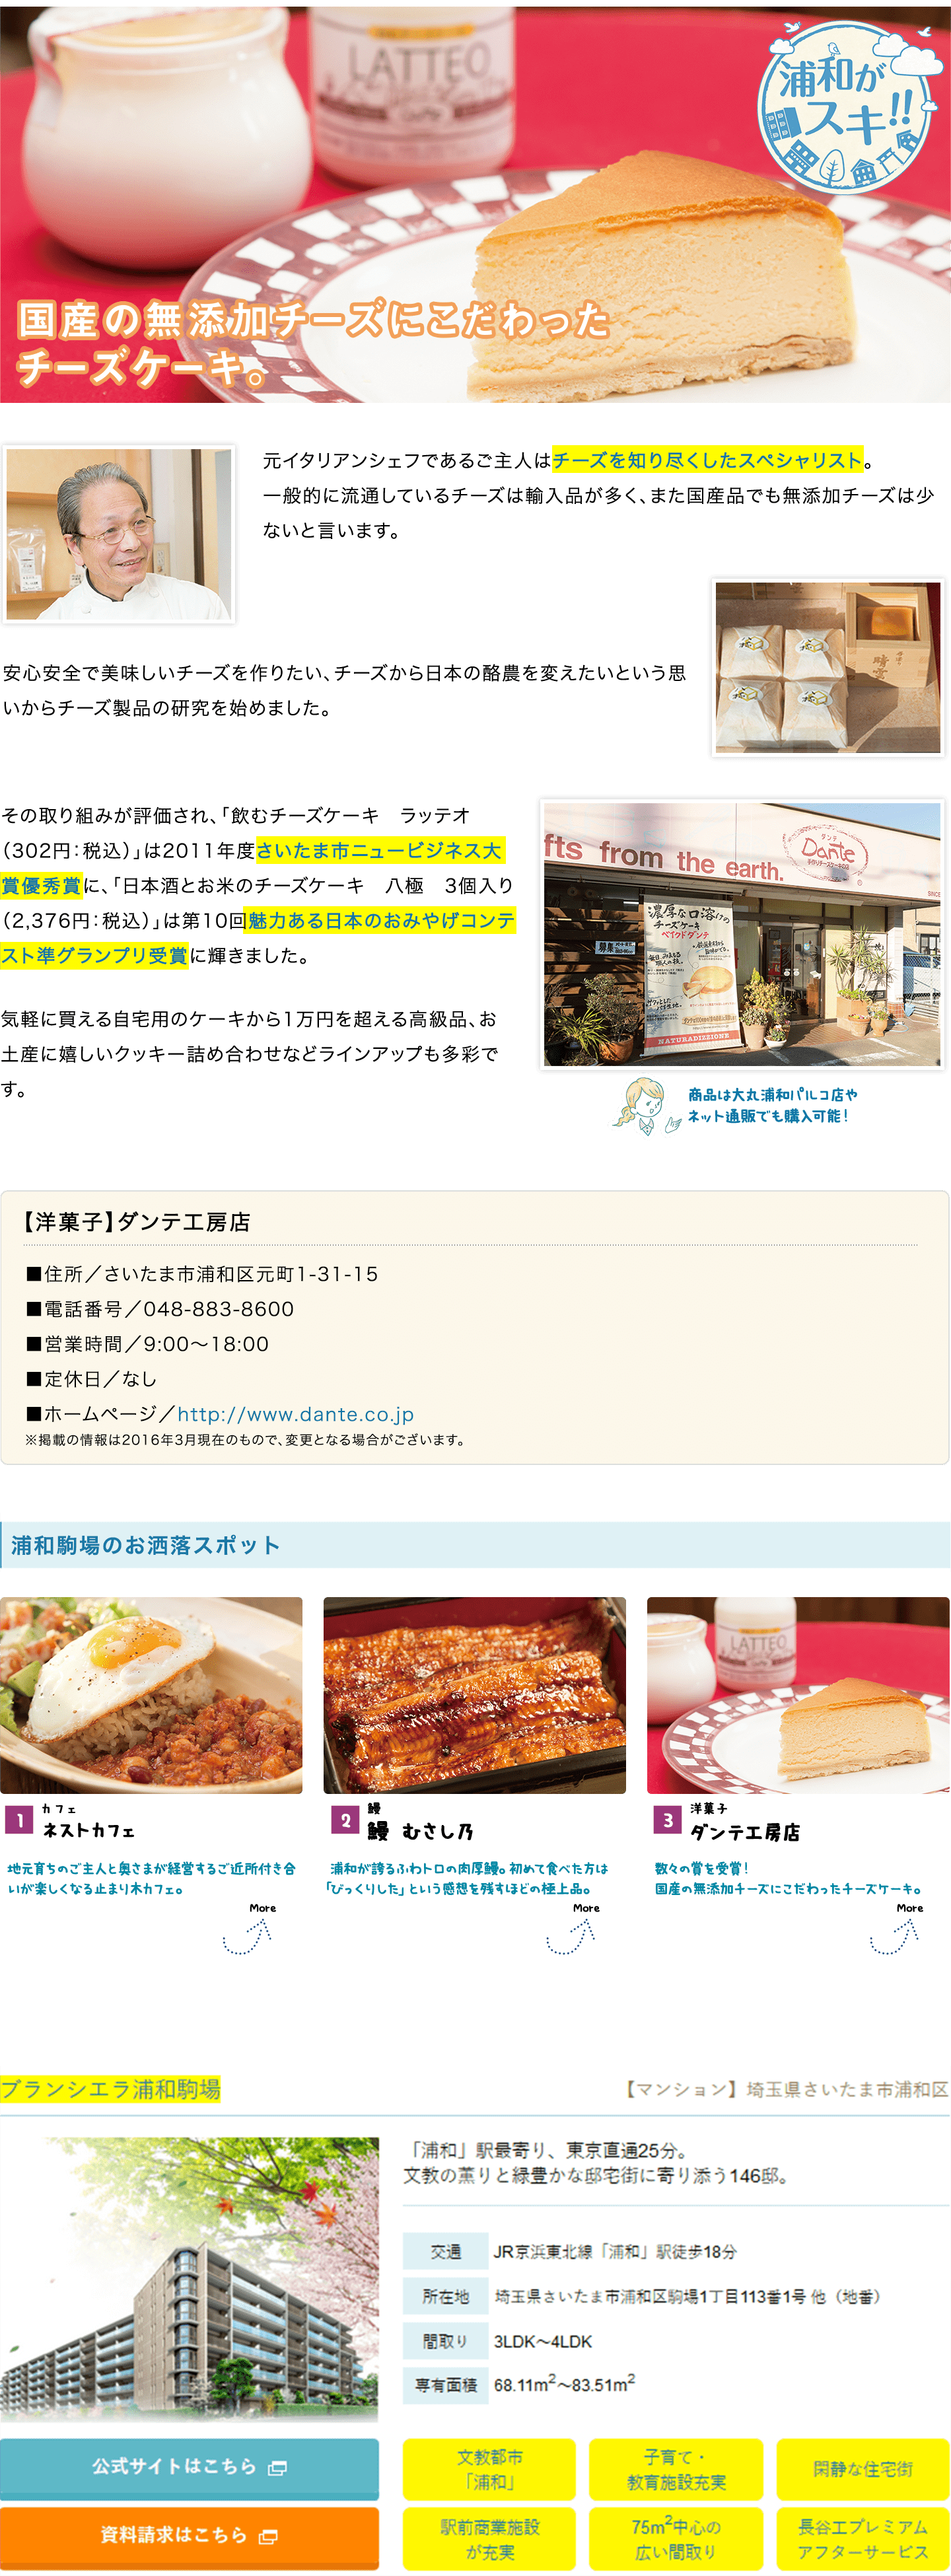 LATTEO
浦和が
スキ!!
国産の無添加チーズにこだわった
チーズケーキ。
元イタリアンシェフであるご主人はチーズを知り尽くしたスペシャリスト。
一般的に流通しているチーズは輸入品が多く、また国産品でも無添加チーズは少
ないと言います。
安心安全で美味しいチーズを作りたい、チーズから日本の酪農を変えたいという思
いからチーズ製品の研究を始めました。
その取り組みが評価され、「飲むチーズケーキ　ラッテオ
（302円：税込）」は2011年度さいたま市ニュービジネス大
賞優秀賞に、「日本酒とお米のチーズケーキ　八極　3個入り
（2,376円：税込）」は第10回魅力ある日本のおみやげコンテ
スト準グランプリ受賞に輝きました。
気軽に買える自宅用のケーキから1万円を超える高級品、お
土産に嬉しいクッキー詰め合わせなどラインアップも多彩で
す。
fts from the earth.
ダンテ
Dante
手作りチーズケーキの店
SINCE
濃厚な口溶けの
チーズケーキ
ベイクドダンテ
募集
NATURADIZZIONE
商品は大丸浦和パルコ店や
ネット通販でも購入可能！
【洋菓子】ダンテ工房店
■住所／さいたま市浦和区元町1-31-15
■電話番号／048-883-8600
■営業時間／9:00～18:00
■定休日／なし
■ホームページ／http://www.dante.co.jp
※掲載の情報は2016年3月現在のもので、変更となる場合がございます。
浦和駒場のお洒落スポット
LATTEO
1 カフェ
ネストカフェ
地元育ちのご主人と奥さまが経営するご近所付き合
いが楽しくなる止まり木カフェ。
More
2 鰻
鰻 むさし乃
浦和が誇るふわトロの肉厚鰻。初めて食べた方は
「びっくりした」という感想を残すほどの極上品。
More
3 洋菓子
ダンテ工房店
数々の賞を受賞！
国産の無添加チーズにこだわったチーズケーキ。
More
ブランシエラ浦和駒場
【マンション】埼玉県さいたま市浦和区
「浦和」駅最寄り、東京直通25分。
文教の薫りと緑豊かな邸宅街に寄り添う146邸。
交通 JR京浜東北線「浦和」駅徒歩18分
所在地 埼玉県さいたま市浦和区駒場1丁目113番1号 他（地番）
間取り 3LDK～4LDK
専有面積 68.11m2～83.51m2
公式サイトはこちら
資料請求はこちら
文教都市
「浦和」
子育て・
教育施設充実
閑静な住宅街
駅前商業施設
が充実
75m2中心の
広い間取り
長谷工プレミアム
アフターサービス